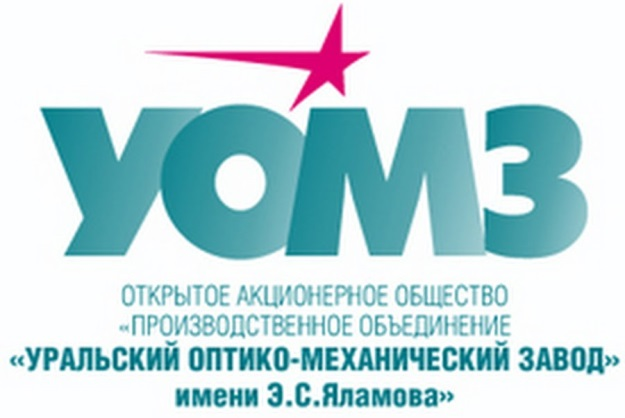 УОМЗ
ОТКРЫТОЕ АКЦИОНЕРНОЕ ОБЩЕСТВО
«ПРОИЗВОДСТВЕННОЕ ОБЪЕДИНЕНИЕ
«УРАЛЬСКИЙ ОПТИКО-МЕХАНИЧЕСКИЙ ЗАВОД»
имени Э.С.Яламова»